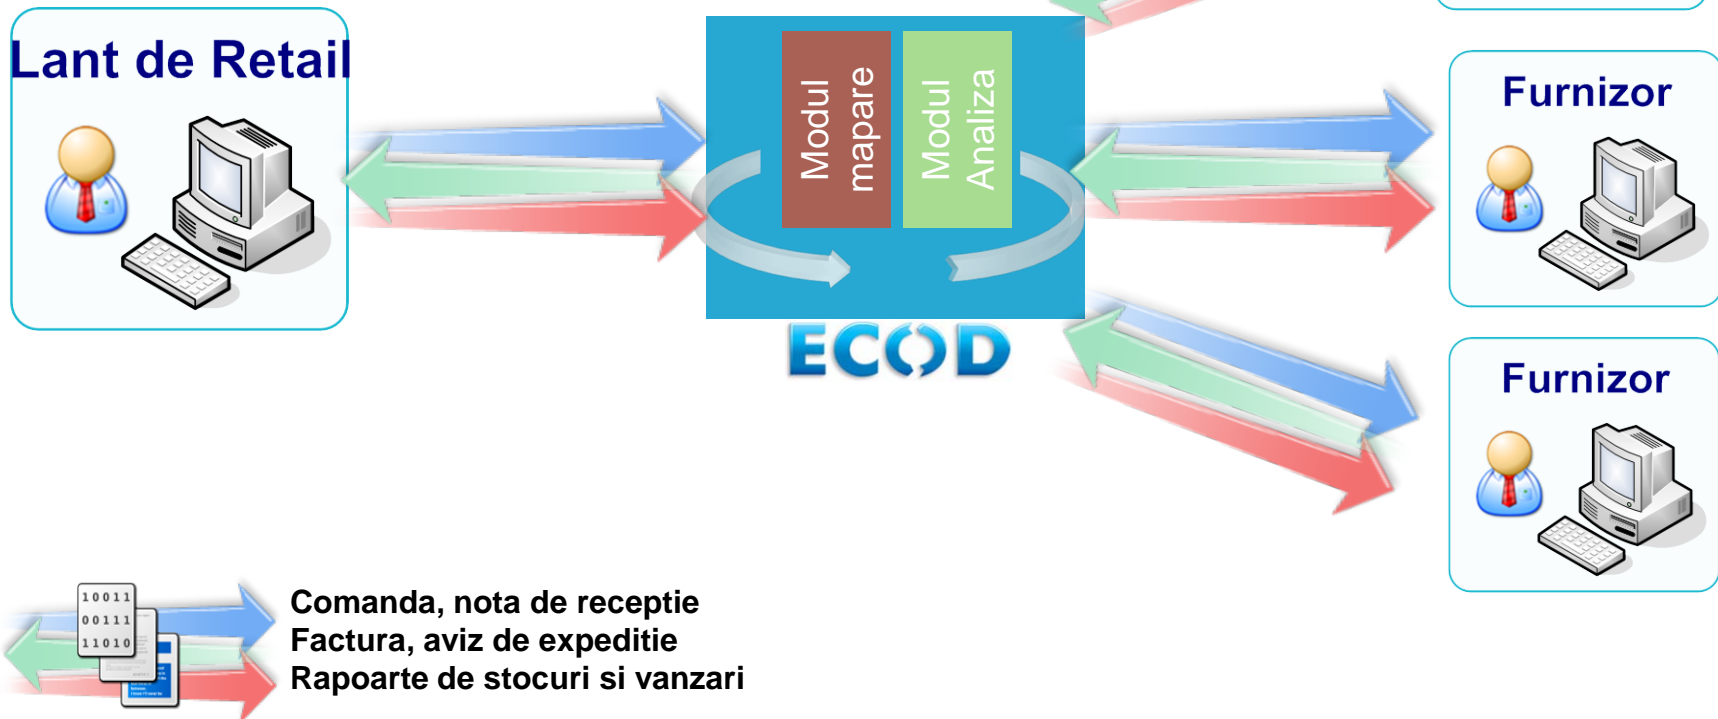 Lant de Retail
Modul
mapare
Modul
Analiza
Furnizor
ECOD
Furnizor
10011
00111
11010
Comanda, nota de receptie
Factura, aviz de expeditie
Rapoarte de stocuri si vanzari